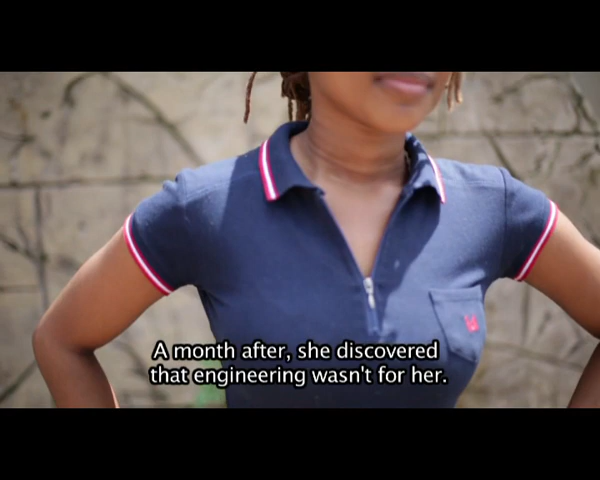 A month after, she discovered
that engineering wasn't for her.